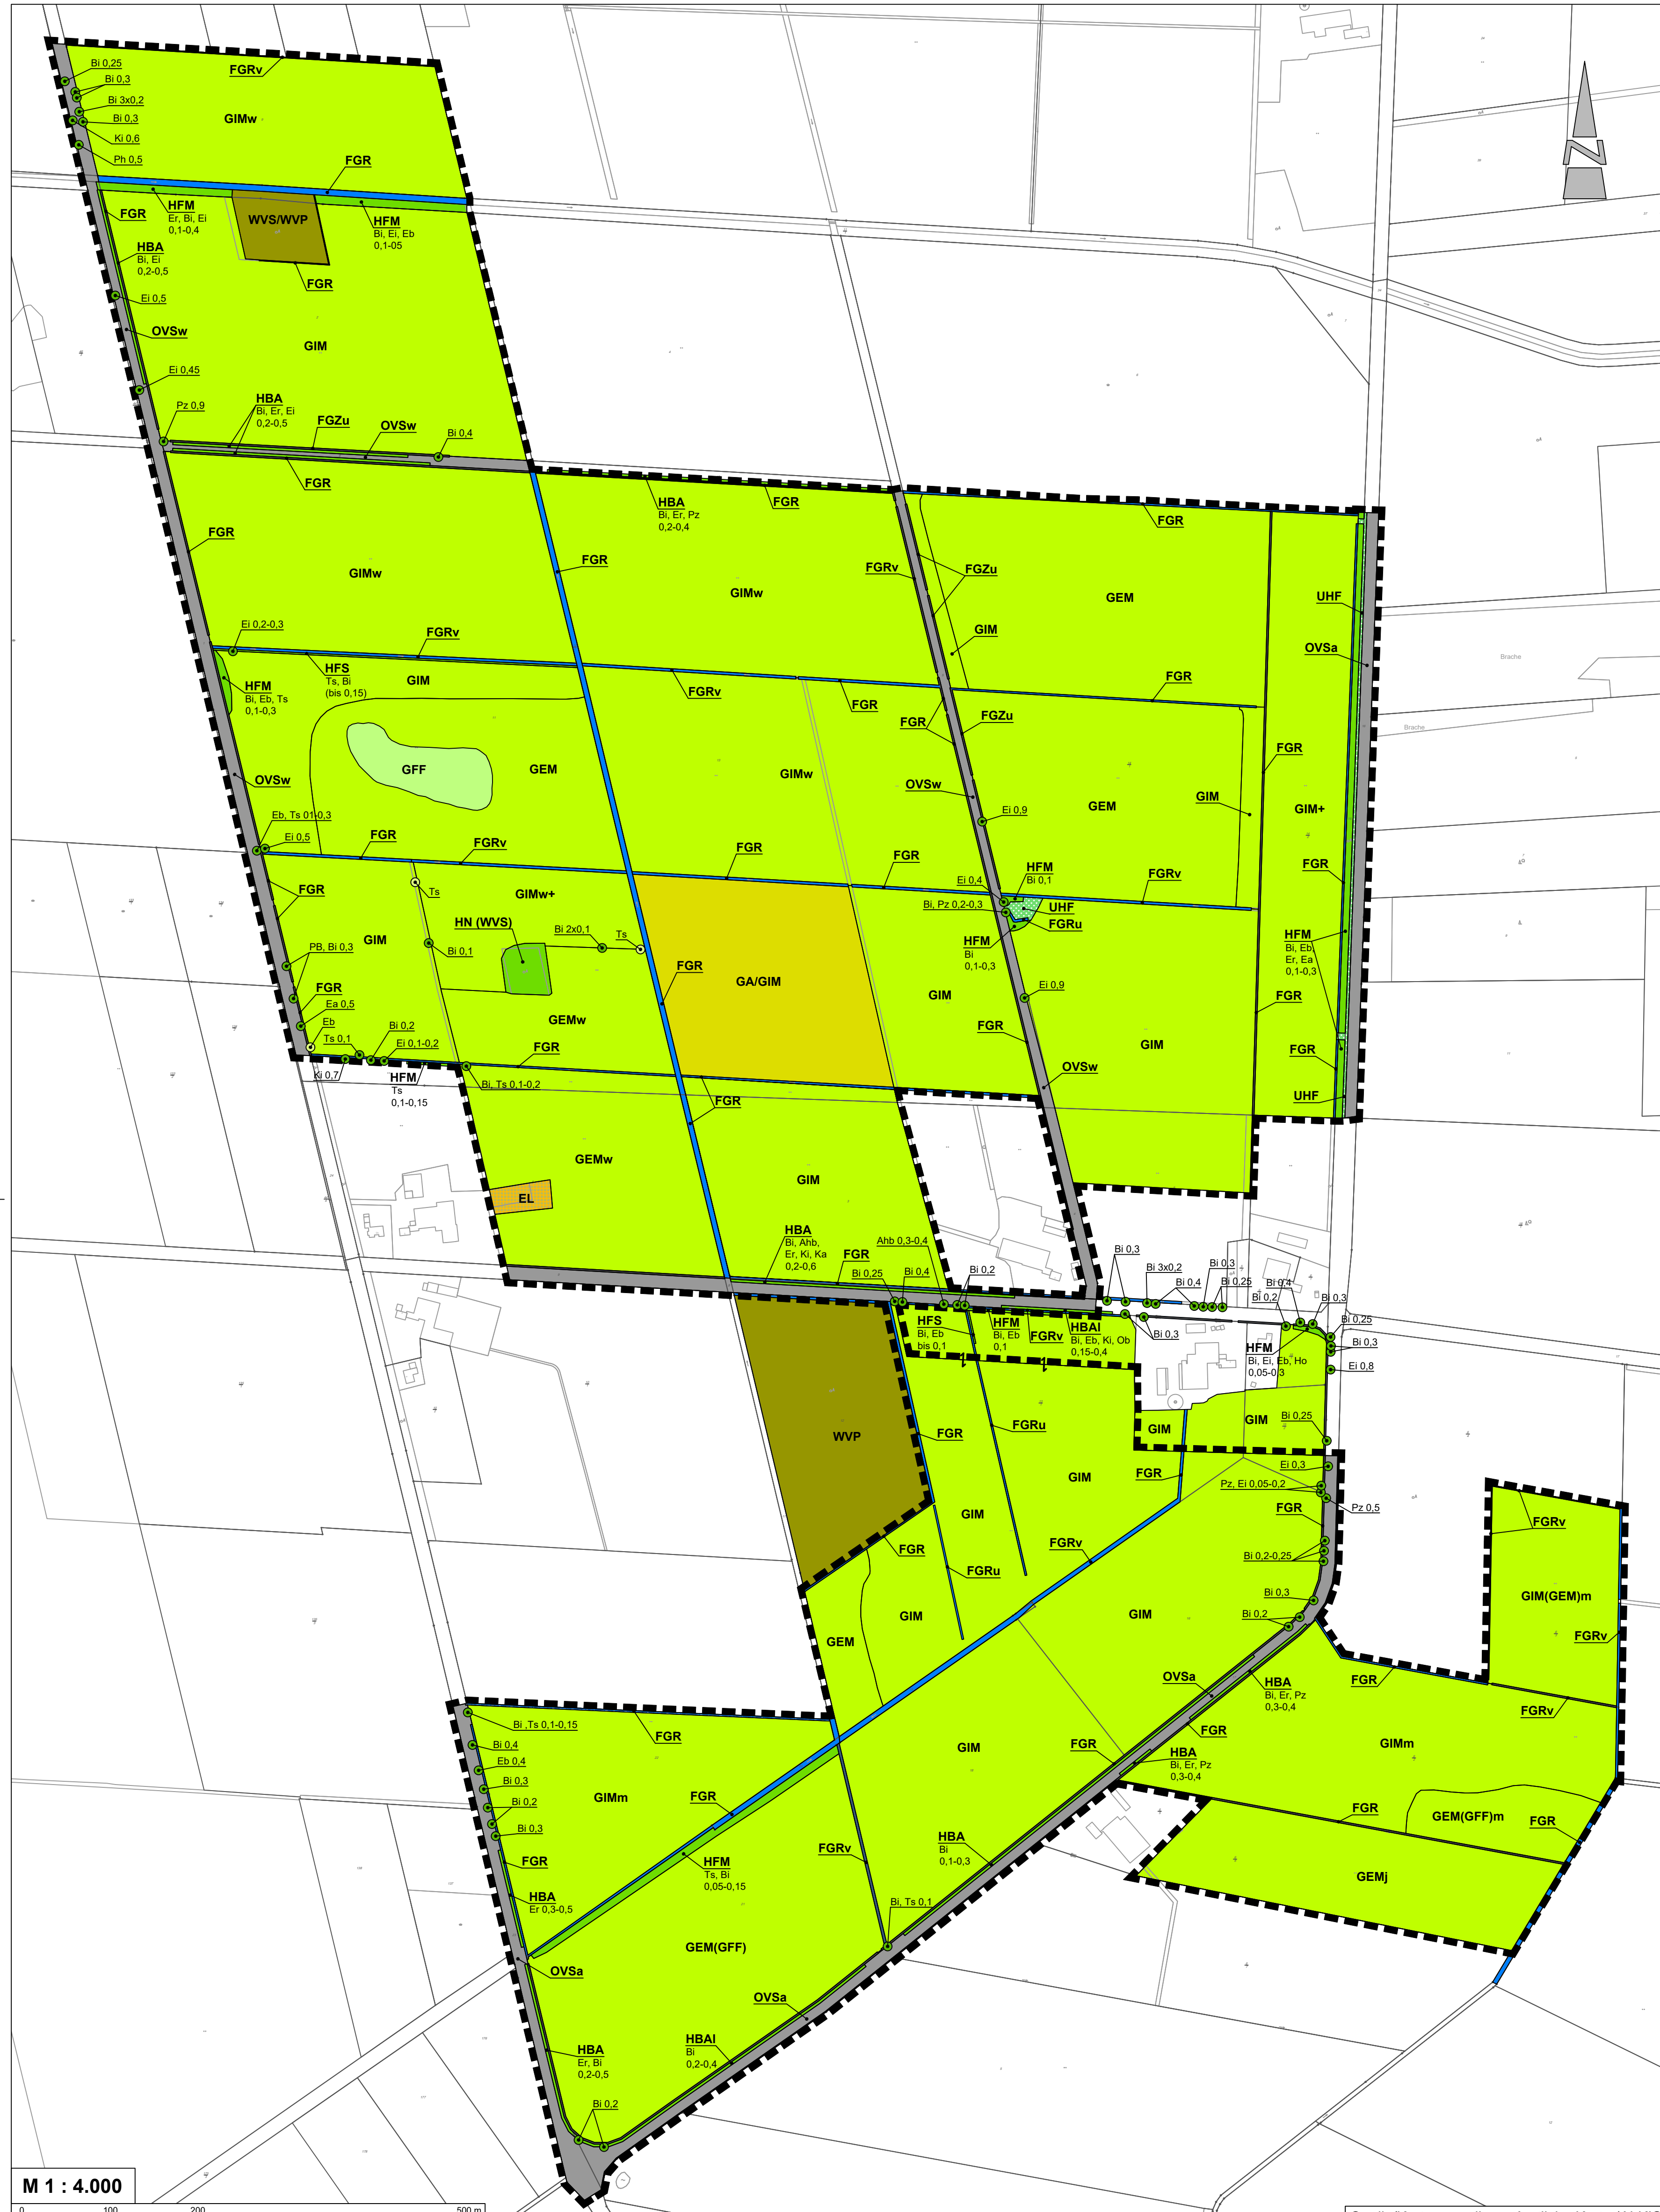 Bi 0,25
Bi 0,3
Bi 3x0,2
Bi 0,3
Ki 0,6
Ph 0,5
FGRv
GIMw
FGR
FGR
HFM
Er, Bi, Ei
0,1-0,4
WVS/WVP
HFM
Bi, Ei, Eb
0,1-05
HBA
Bi, Ei
0,2-0,5
FGR
Ei 0,5
OVSw
GIM
Ei 0,45
Pz 0,9
HBA
Bi, Er, Ei
0,2-0,5
FGZu
OVSw
Bi 0,4
FGR
HBA
Bi, Er, Pz
0,2-0,4
FGR
FGR
FGR
GIMw
FGR
GIMw
FGRv
FGZu
GEM
UHF
GIM
OVSa
Brache
Ei 0,2-0,3
FGRv
HFS
Ts, Bi
(bis 0,15)
GIM
HFM
Bi, Eb, Ts
0,1-0,3
FGRv
FGR
FGR
FGZu
FGR
Brache
FGR
GFF
GEM
GIMw
OVSw
OVSw
GEM
GIM
GIM+
Eb, Ts 01-0,3
Ei 0,5
FGR
FGRv
FGR
FGR
Ei 0,9
HFM
Bi 0,1
Ei 0,4
FGRv
FGR
FGR
Ts
GIMw+
Bi, Pz 0,2-0,3
UHF
FGRu
HN (WVS)
Bi 2x0,1
Ts
GIM
Bi 0,1
HFM
Bi
0,1-0,3
HFM
Bi, Eb,
Er, Ea
0,1-0,3
PB, Bi 0,3
FGR
GA/GIM
GIM
Ei 0,9
FGR
FGR
Ea 0,5
GEMw
FGR
GIM
Eb
Ts 0,1
Bi 0,2
Ei 0,1-0,2
FGR
FGR
Ki 0,7
HFM
Ts
0,1-0,15
Bi, Ts 0,1-0,2
OVSw
FGR
UHF
GEMw
GIM
EL
HBA
Bi, Ahb,
Er, Ki, Ka
0,2-0,6
FGR
Ahb 0,3-0,4
Bi 0,25
Bi 0,4
Bi 0,2
Bi 0,3
Bi 3x0,2
Bi 0,4
Bi 0,3
Bi 0,25
Bi 0,4
Bi 0,2
Bi 0,3
HFS
Bi, Eb
bis 0,1
HFM
Bi, Eb
0,1
FGRv
HBAl
Bi, Eb, Ki, Ob
0,15-0,4
Bi 0,3
Bi 0,25
Bi 0,3
HFM
Bi, Ei, Eb, Ho
0,05-0,3
Ei 0,8
WVP
FGR
FGRu
GIM
GIM
Bi 0,25
GIM
FGR
Ei 0,3
Pz, Ei 0,05-0,2
Pz 0,5
FGR
FGRv
GIM
FGR
FGRu
FGRv
Bi 0,2-0,25
GIM
GEM
GIM
Bi 0,3
Bi 0,2
GIM(GEM)m
FGRv
OVSa
HBA
Bi, Er, Pz
0,3-0,4
FGR
FGRv
Bi ,Ts 0,1-0,15
FGR
Bi 0,4
Eb 0,4
Bi 0,3
Bi 0,2
Bi 0,3
GIMm
GIM
FGR
FGR
HBA
Bi, Er, Pz
0,3-0,4
GIMm
FGR
FGR
GEM(GFF)m
FGR
FGR
HFM
Ts, Bi
0,05-0,15
FGRv
HBA
Bi
0,1-0,3
GEMj
HBA
Er 0,3-0,5
Bi, Ts 0,1
GEM(GFF)
OVSa
OVSa
HBA
Er, Bi
0,2-0,5
HBAl
Bi
0,2-0,4
Bi 0,2
M 1 : 4.000
0 100 200 500 m